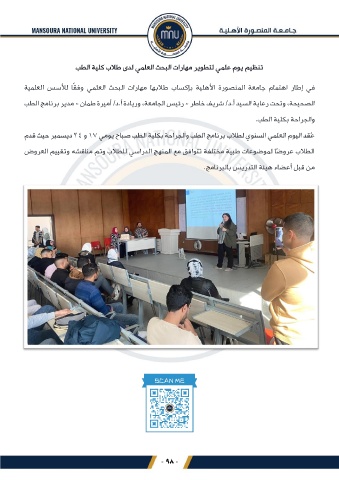 MANSOURA NATIONAL UNIVERSITY
جـامـعـة المنصـورة الأهـليـة
تنظيم يوم علمي لتطوير مهارات البحث العلمي لدى طلاب كلية الطب
في إطار اهتمام جامعة المنصورة الأهلية بإكساب طلابها مهارات البحث العلمي وفقًا للأسس العلمية
الصحيحة، وتحت رعاية السيد أ.د/ شريف خاطر - رئيس الجامعة، وريادة أ.د/ أميرة طمان - مدير برنامج الطب
والجراحة بكلية الطب.
عُقد اليوم العلمي السنوي لطلاب برنامج الطب والجراحة بكلية الطب صباح يومي ١٧ و ٢٤ ديسمبر حيث قدم
الطلاب عروضًا لموضوعات طبية مختلفة تتوافق مع المنهج الدراسي للطلاب وتم مناقشه وتقييم العروض
من قبل أعضاء هيئة التدريس بالبرنامج.
SCAN ME
- ٩٨ -